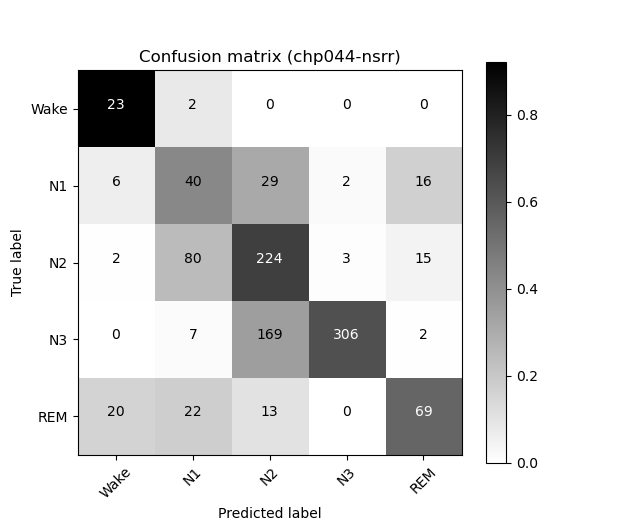 Confusion matrix (chp044-nsrr)
True label
Wake 23 2 0 0 0
N1 6 40 29 2 16
N2 2 80 224 3 15
N3 0 7 169 306 2
REM 20 22 13 0 69
Wake N1 N2 N3 REM
Predicted label
0.8
0.6
0.4
0.2
0.0